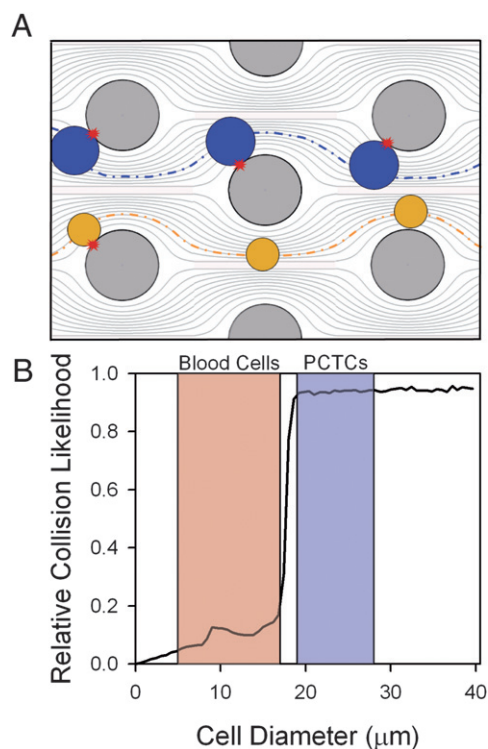 A
B
Blood Cells
PCTCs
Relative Collision Likelihood
1.0
0.8
0.6
0.4
0.2
0.0
0
10
20
30
40
Cell Diameter (μm)